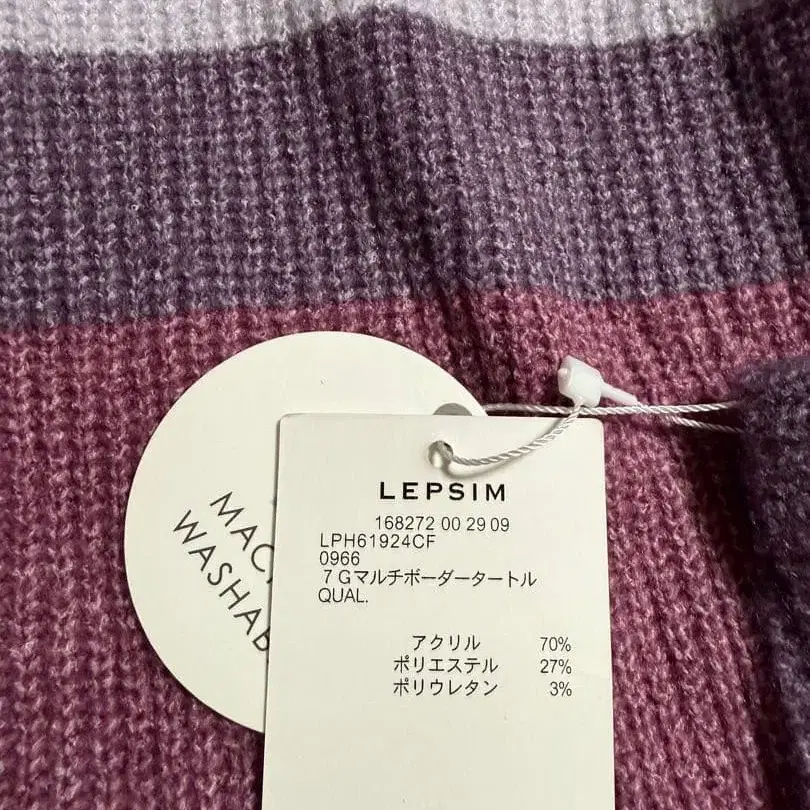 LEPSIM
168272 00 29 09
LPH61924CF
0966
7Gマルチボーダータートル
QUAL.
アクリル 70%
ポリエステル 27%
ポリウレタン 3%
MAC
WASHAB